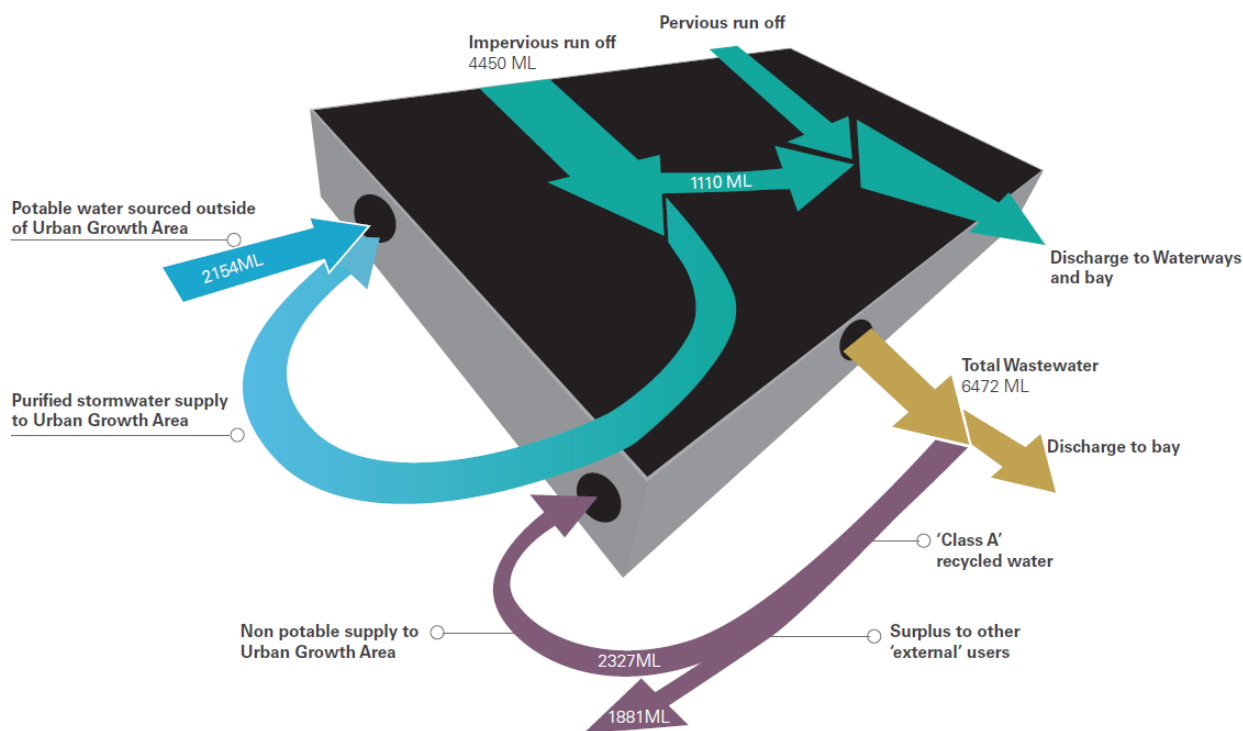 Pervious run off
Impervious run off
4450 ML
1110 ML
Potable water sourced outside
of Urban Growth Area
2154ML
Discharge to Waterways
and bay
Total Wastewater
6472 ML
Purified stormwater supply
to Urban Growth Area
Discharge to bay
'Class A'
recycled water
Non potable supply to
Urban Growth Area
Surplus to other
'external' users
2327ML
1881ML